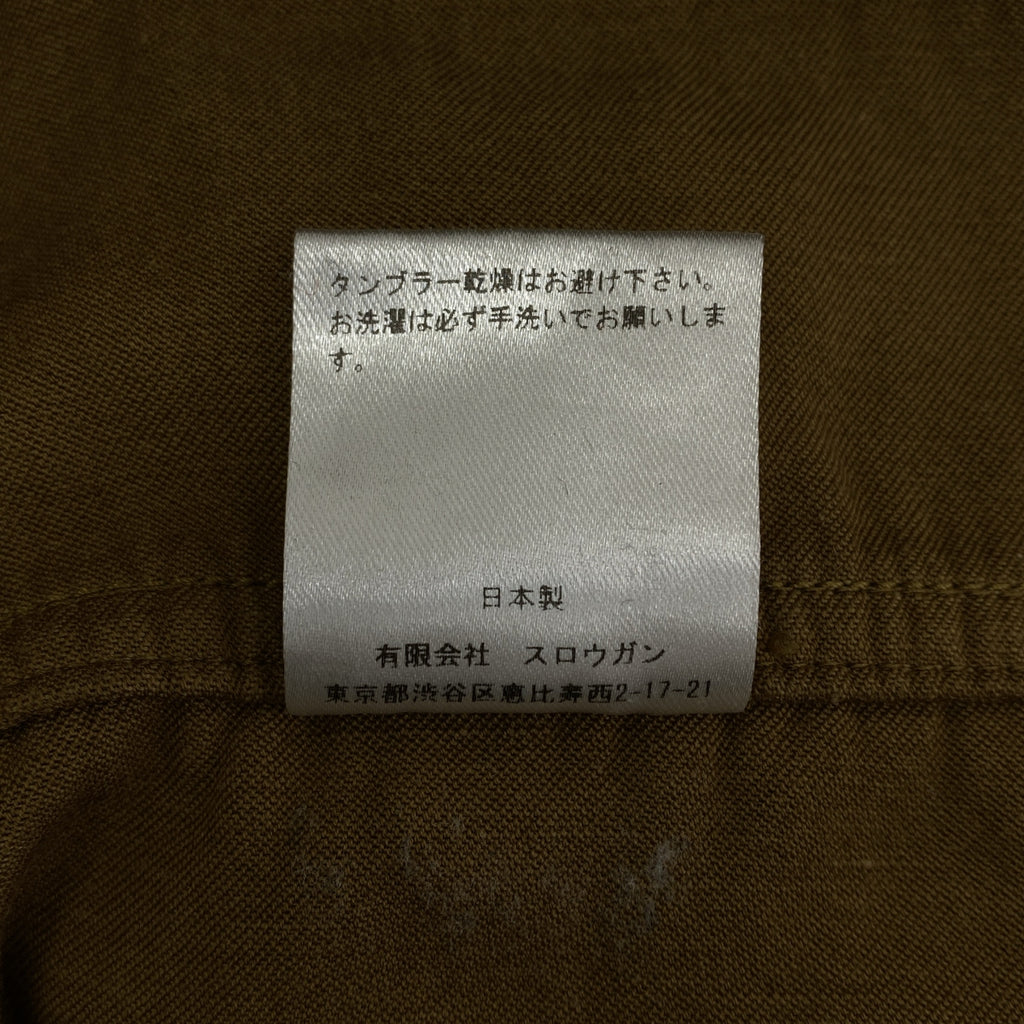 タンブラー乾燥はお避け下さい。
お洗濯は必ず手洗いでお願いしま
す。
日本製
有限会社　スロウガン
東京都渋谷区恵比寿西2-17-21